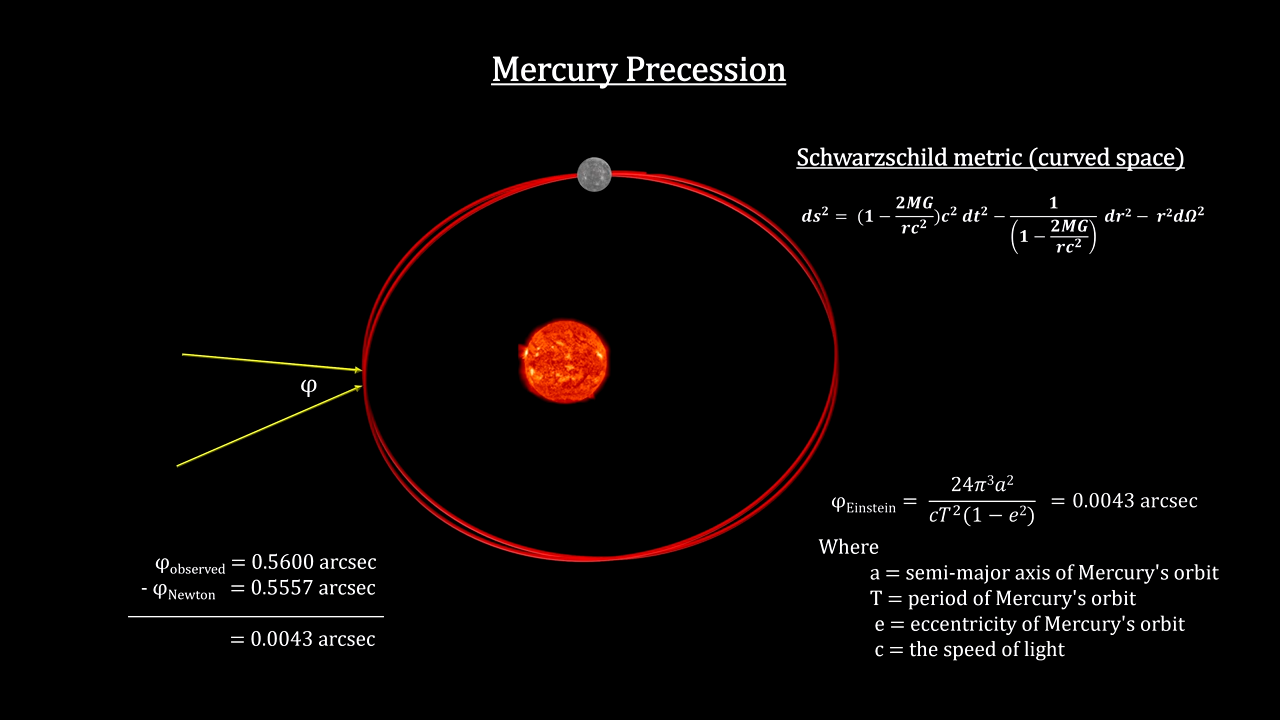 Mercury Precession
Schwarzschild metric (curved space)
ds² = (1 − 2MG/rc²)c² dt² − 1/(1 − 2MG/rc²) dr² − r²dΩ²
φ
φEinstein = 24π³a²/cT²(1 − e²) = 0.0043 arcsec
Where
a = semi-major axis of Mercury's orbit
T = period of Mercury's orbit
e = eccentricity of Mercury's orbit
c = the speed of light
φobserved = 0.5600 arcsec
- φNewton = 0.5557 arcsec
= 0.0043 arcsec